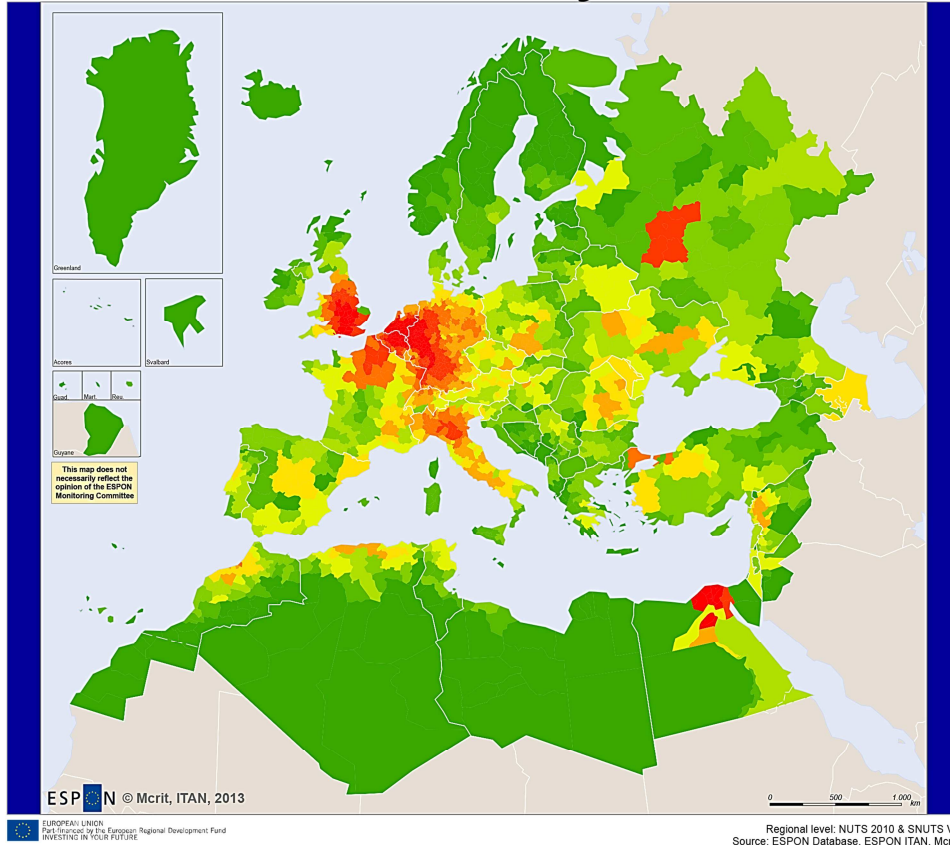 Greenland
Acores
Svalbard
Guad.
Mart.
Reu.
Guyane
This map does not
necessarily reflect the
opinion of the ESPON
Monitoring Committee
ESPON © Mcrit, ITAN, 2013
0 500 1.000
km
EUROPEAN UNION
Part-financed by the European Regional Development Fund
INVESTING IN YOUR FUTURE
Regional level: NUTS 2010 & SNUTS
Source: ESPON Database, ESPON ITAN,